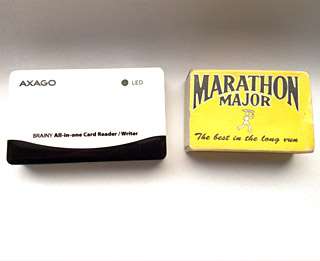 AXAGO
LED
BRAINY All-in-one Card Reader / Writer
MARATHON
MAJOR
The best in the long run